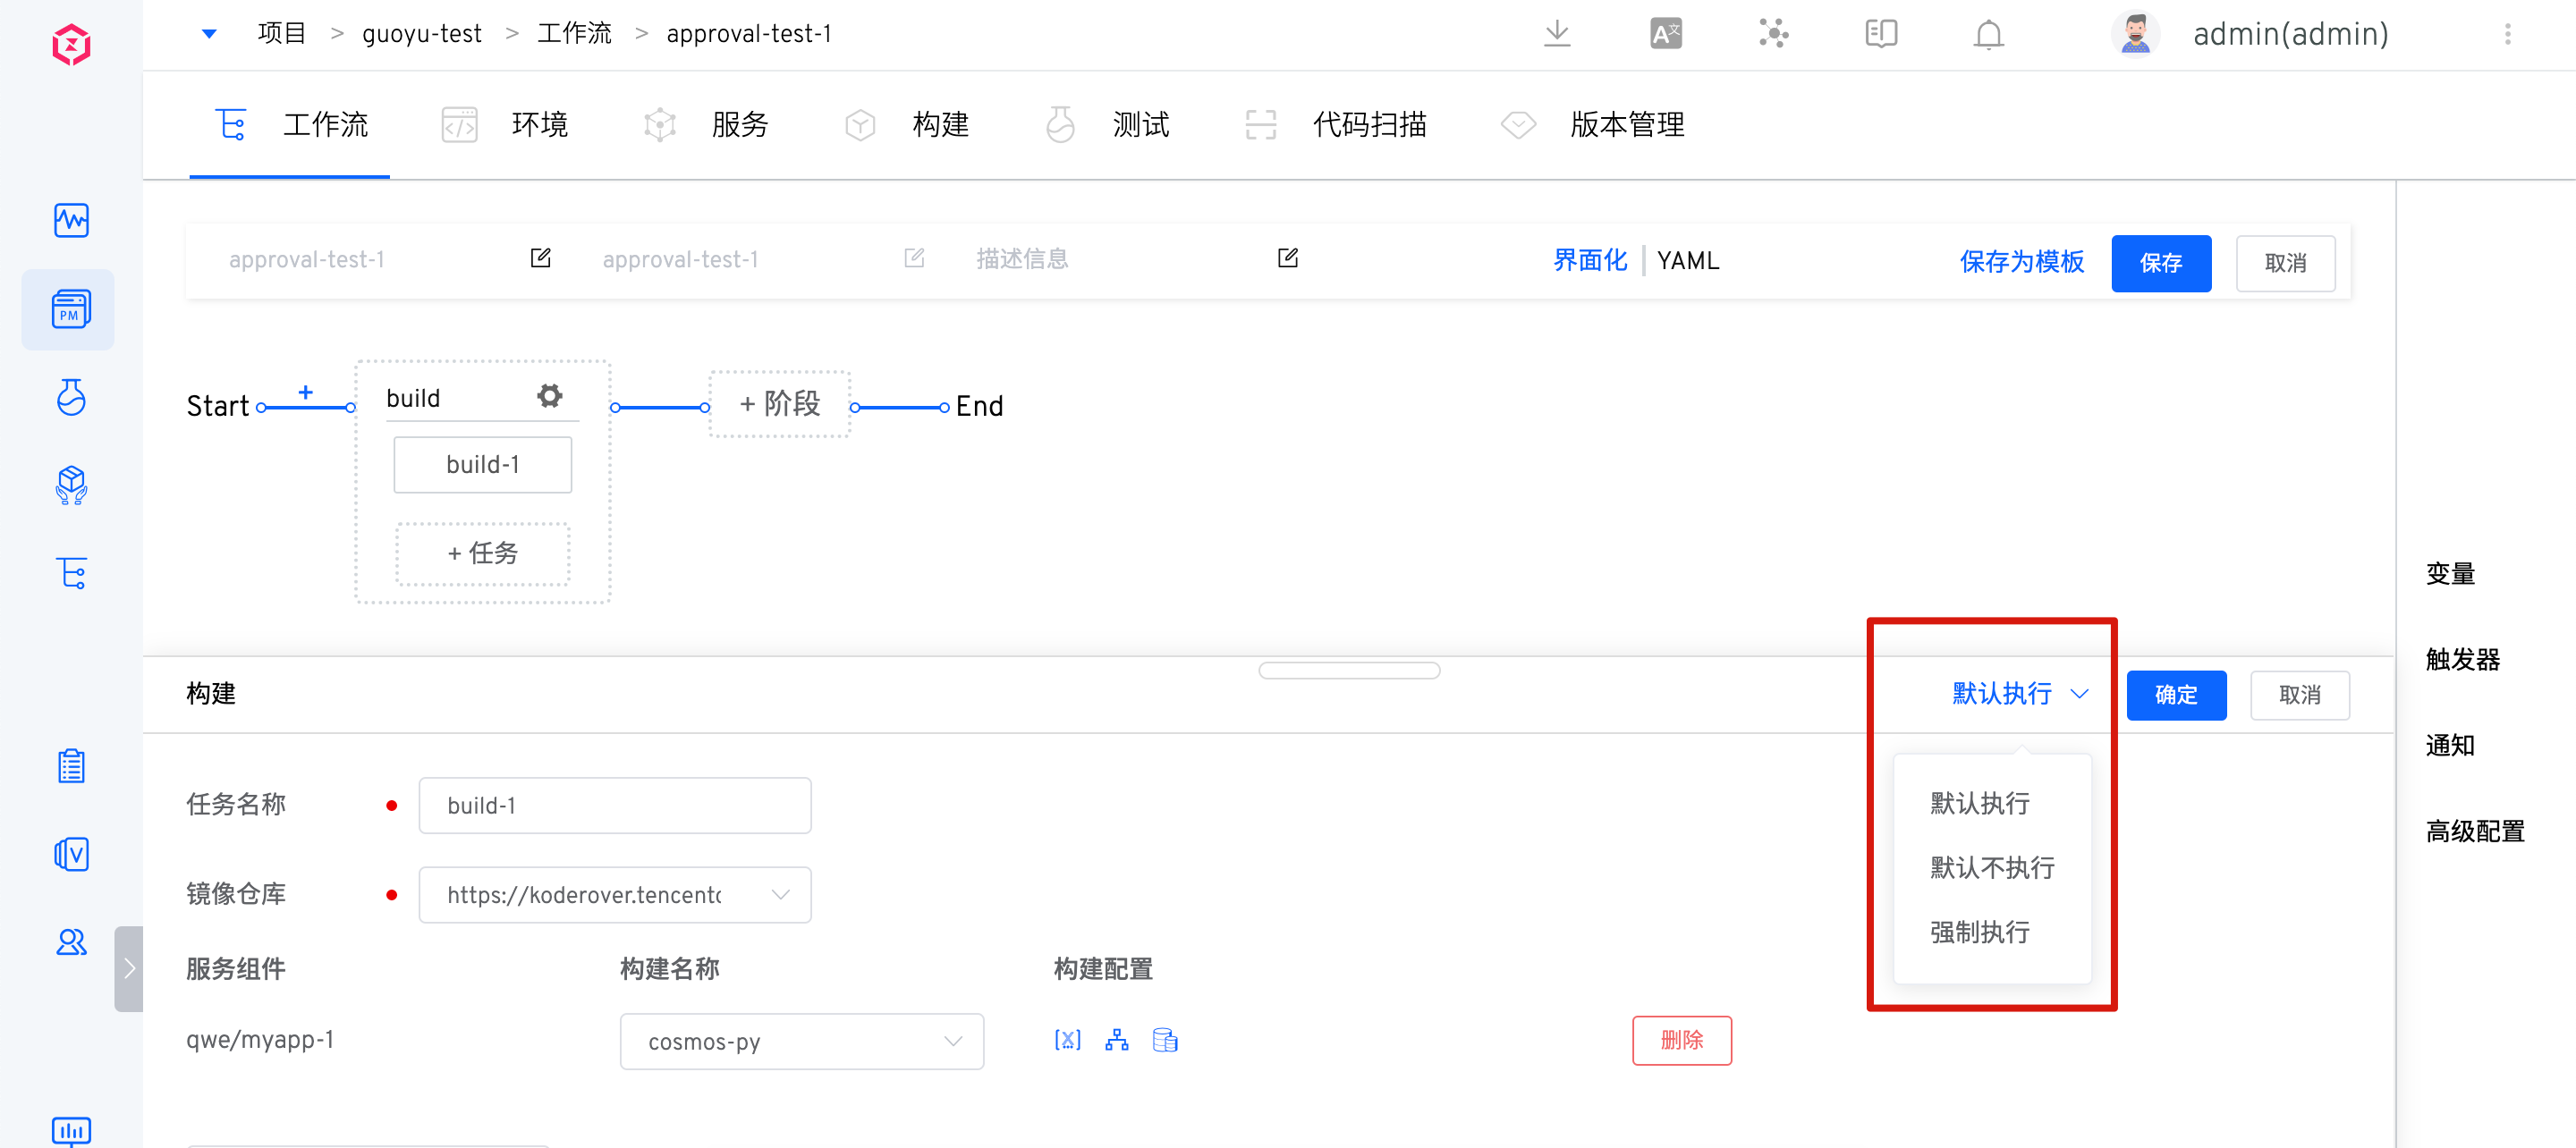 项目 > guoyu-test > 工作流 > approval-test-1
admin(admin)
工作流 环境 服务 构建 测试 代码扫描 版本管理
PM
approval-test-1 approval-test-1 描述信息 界面化 YAML 保存为模板 保存 取消
Start + build + 阶段 End
build-1
+ 任务
变量
触发器
通知
高级配置
构建 默认执行 确定 取消
默认执行
默认不执行
强制执行
任务名称 build-1
镜像仓库 https://koderover.tencentc
服务组件 构建名称 构建配置
qwe/myapp-1 cosmos-py 删除